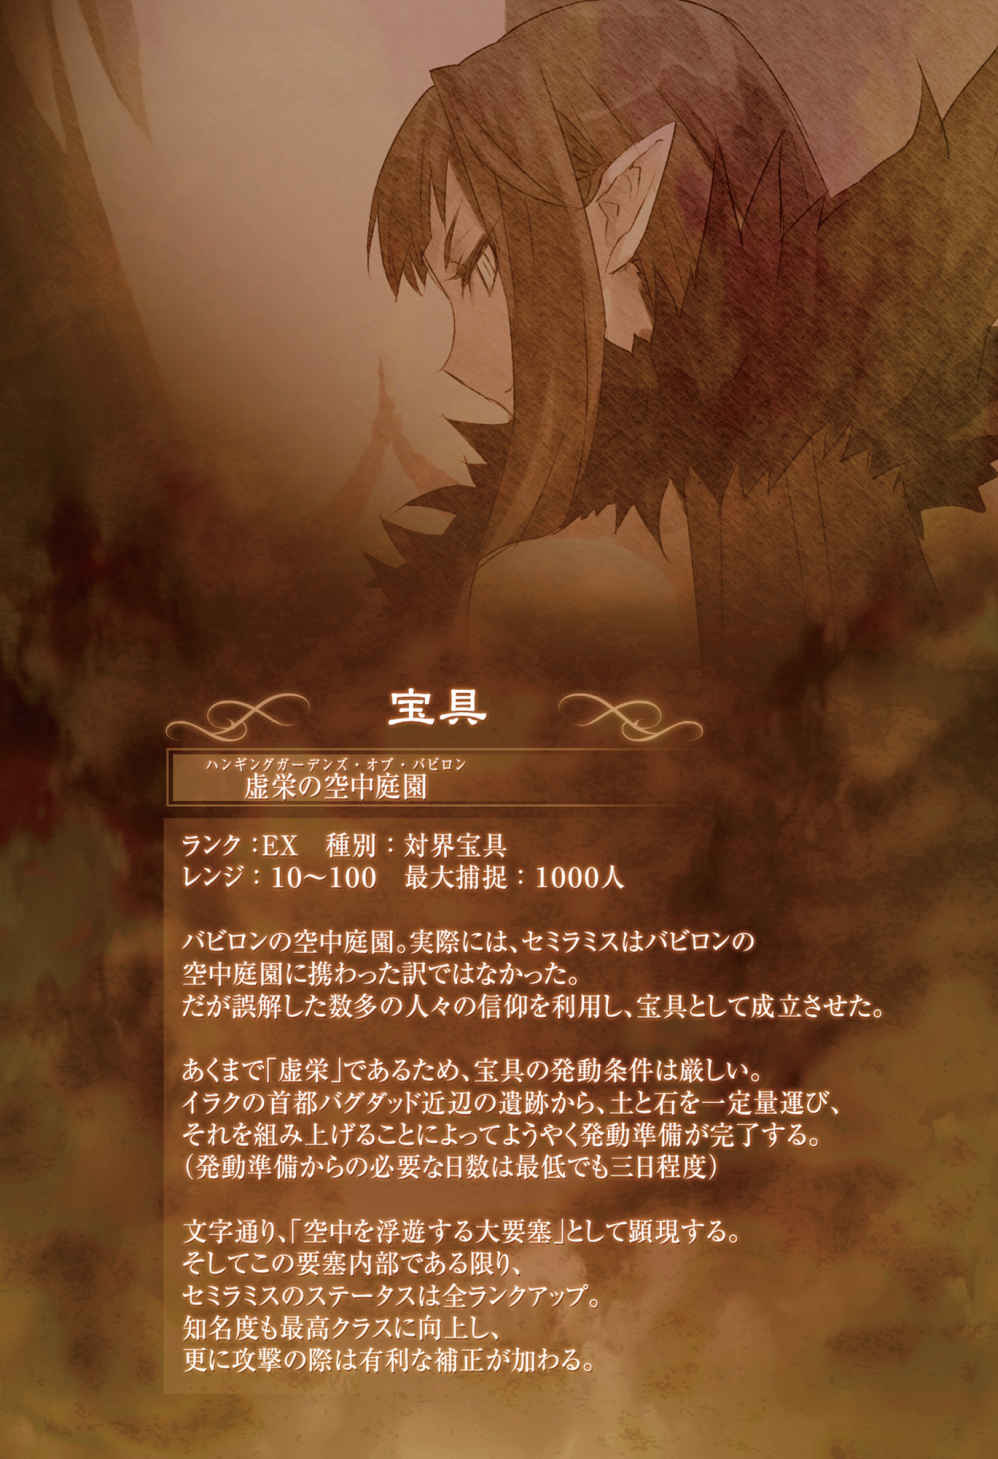 宝具
ハンギングガーデンズ・オブ・バビロン
虚栄の空中庭園
ランク：EX　種別：対界宝具
レンジ：10〜100　最大捕捉：1000人
バビロンの空中庭園。実際には、セミラミスはバビロンの
空中庭園に携わった訳ではなかった。
だが誤解した数多の人々の信仰を利用し、宝具として成立させた。
あくまで「虚栄」であるため、宝具の発動条件は厳しい。
イラクの首都バグダッド近辺の遺跡から、土と石を一定量運び、
それを組み上げることによってようやく発動準備が完了する。
（発動準備からの必要な日数は最低でも三日程度）
文字通り、「空中を浮遊する大要塞」として顕現する。
そしてこの要塞内部である限り、
セミラミスのステータスは全ランクアップ。
知名度も最高クラスに向上し、
更に攻撃の際は有利な補正が加わる。